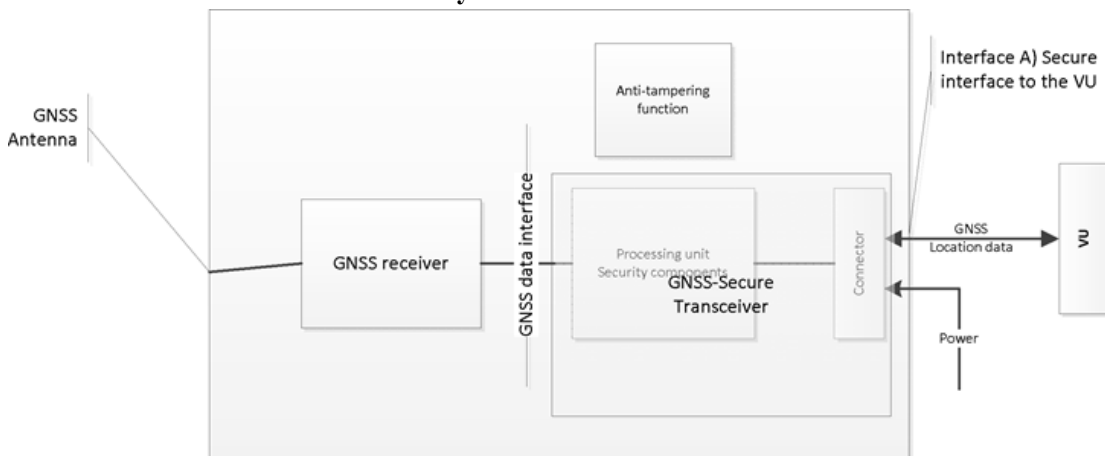 Anti-tampering
function
Interface A) Secure
interface to the VU
GNSS
Antenna
GNSS receiver
GNSS data interface
Processing unit
Security components
GNSS-Secure
Transceiver
Connector
GNSS
Location data
VU
Power